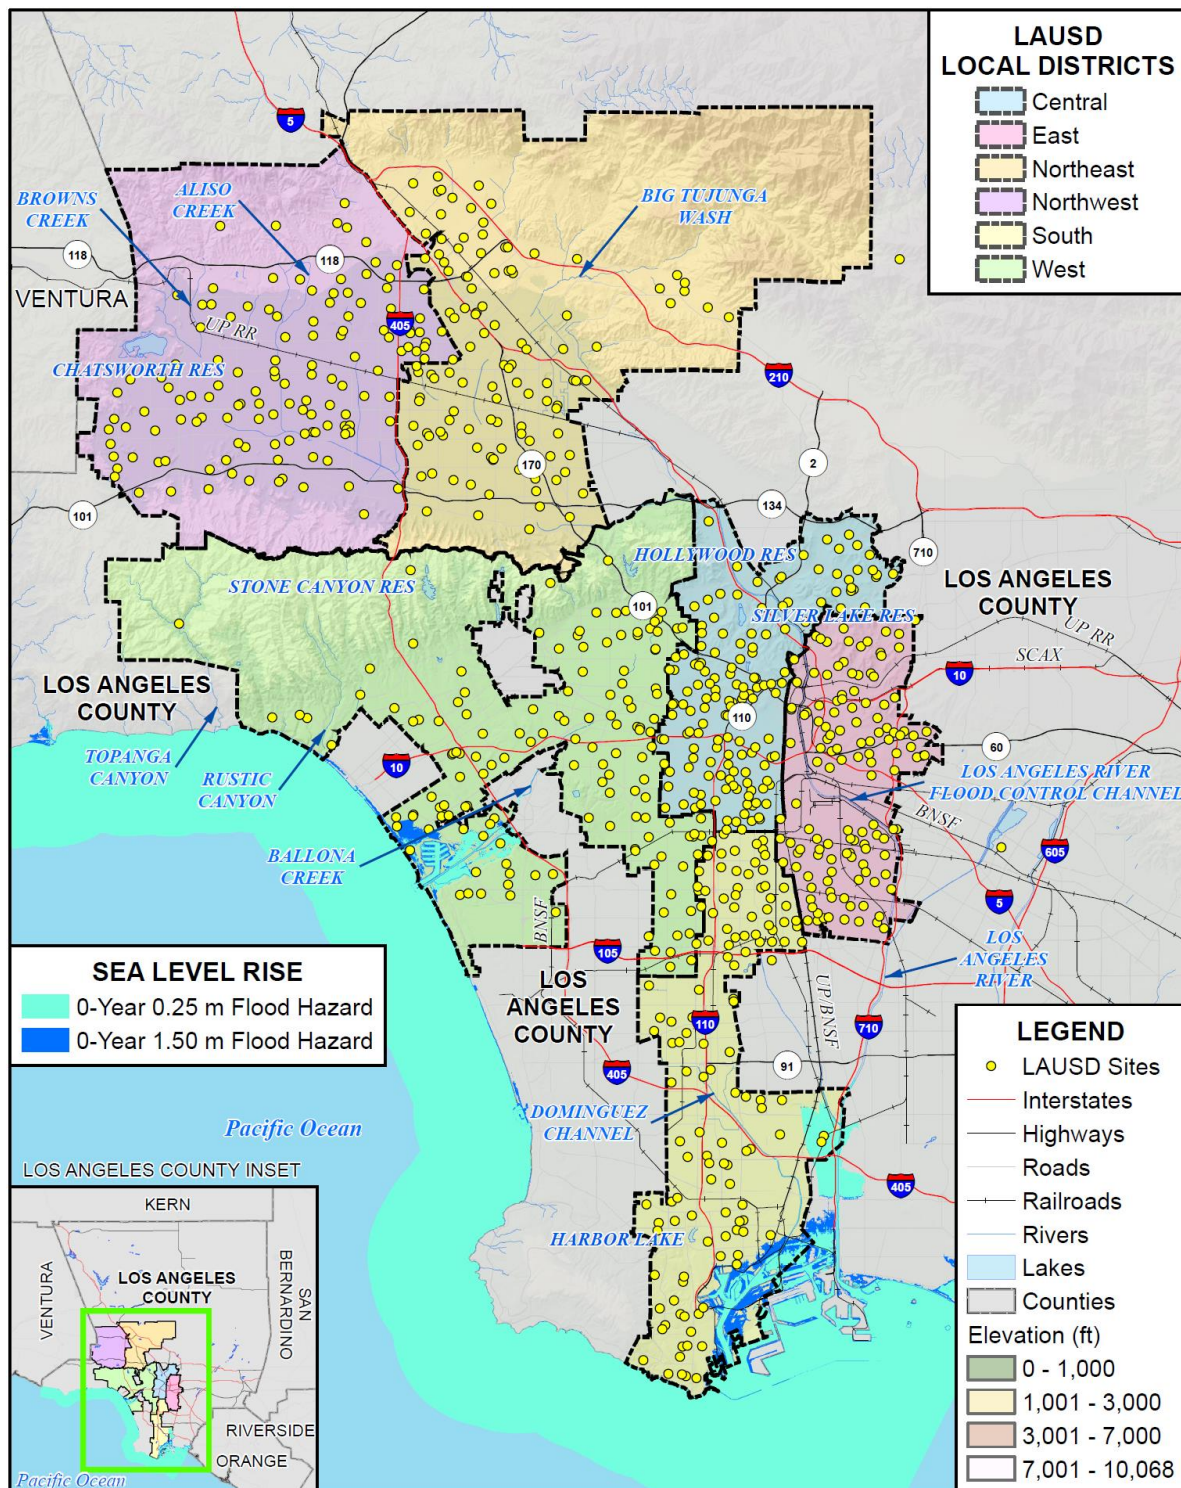 LAUSD
LOCAL DISTRICTS
Central
East
Northeast
Northwest
South
West
5
BROWNS
CREEK
ALISO
CREEK
BIG TUJUNGA
WASH
118
118
VENTURA
UP RR
405
CHATSWORTH RES
210
170
2
101
134
HOLLYWOOD RES
710
STONE CANYON RES
101
SILVER LAKE RES
LOS ANGELES
COUNTY
UP RR
SCAX
10
LOS ANGELES
COUNTY
110
60
TOPANGA
CANYON
RUSTIC
CANYON
10
LOS ANGELES RIVER
FLOOD CONTROL CHANNEL
BNSF
BALLONA
CREEK
605
5
BNSF
105
LOS
ANGELES
RIVER
SEA LEVEL RISE
0-Year 0.25 m Flood Hazard
0-Year 1.50 m Flood Hazard
LOS
ANGELES
COUNTY
UP/BNSF
110
710
405
91
DOMINGUEZ
CHANNEL
405
Pacific Ocean
HARBOR LAKE
LEGEND
LAUSD Sites
Interstates
Highways
Roads
Railroads
Rivers
Lakes
Counties
Elevation (ft)
0 - 1,000
1,001 - 3,000
3,001 - 7,000
7,001 - 10,068
LOS ANGELES COUNTY INSET
KERN
VENTURA
LOS ANGELES
COUNTY
SAN
BERNARDINO
RIVERSIDE
ORANGE
Pacific Ocean